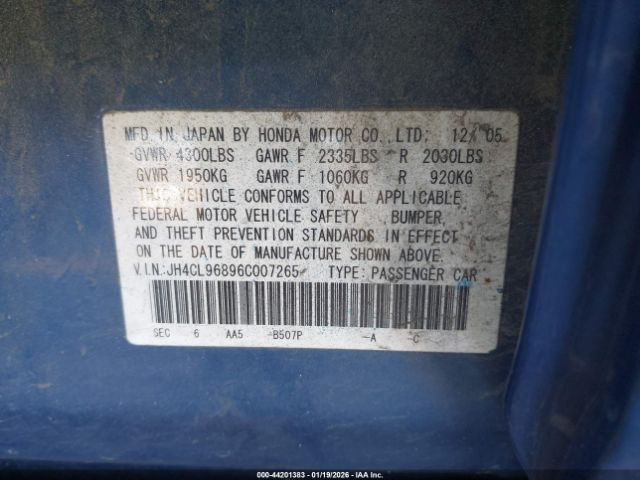 MFD. IN JAPAN BY HONDA MOTOR CO., LTD: 12/'05
GVWR 4300LBS GAWR F 2335LBS R 2030LBS
GVWR 1950KG GAWR F 1060KG R 920KG
THIS VEHICLE CONFORMS TO ALL APPLICABLE
FEDERAL MOTOR VEHICLE SAFETY, BUMPER,
AND THEFT PREVENTION STANDARDS IN EFFECT
ON THE DATE OF MANUFACTURE SHOWN ABOVE.
V.I.N:JH4CL96896C007265 TYPE: PASSENGER CAR
SEC 6 AA5 -B507P -A -C
000-44201383 - 01/19/2026 - IAAI.COM